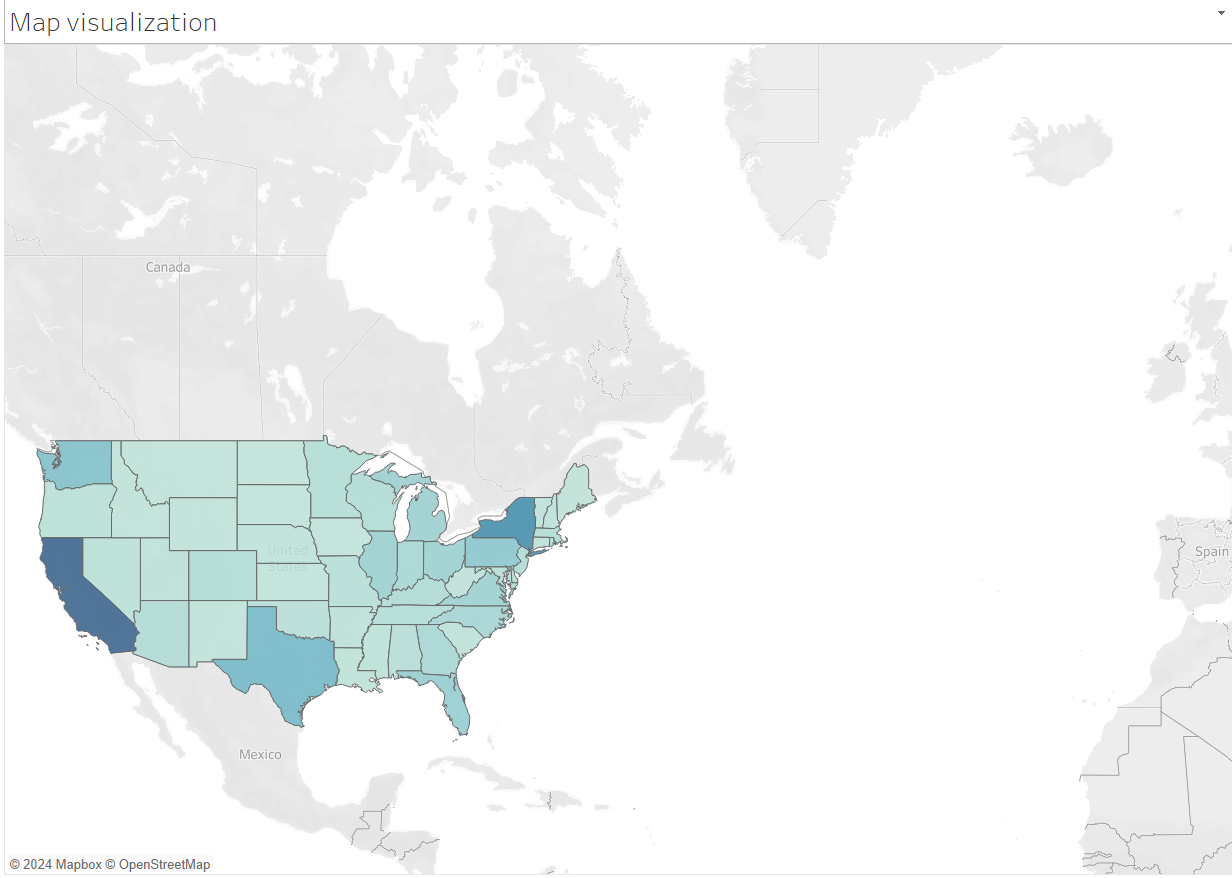 Map visualization
Canada
United
States
Spain
Mexico
© 2024 Mapbox © OpenStreetMap